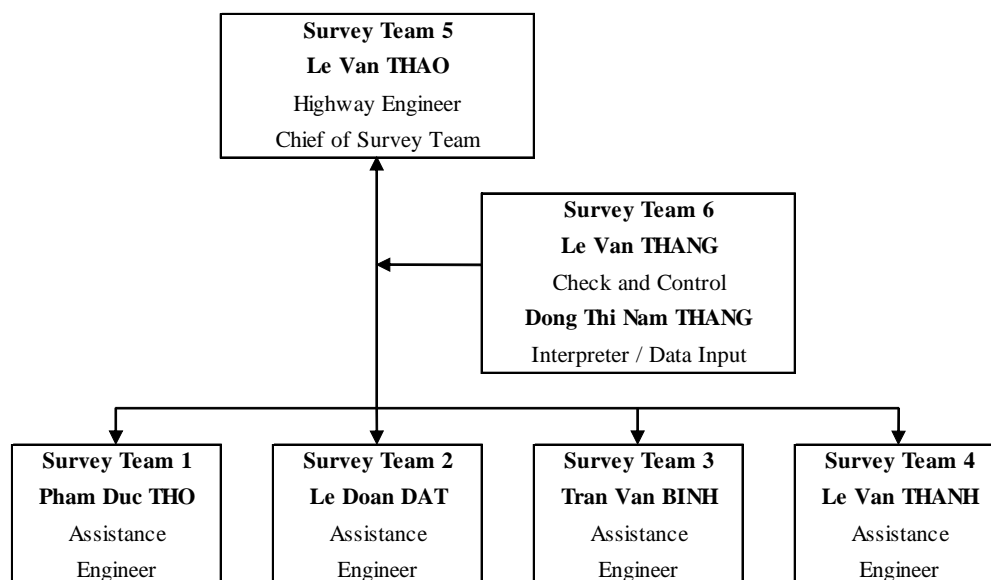 Survey Team 5
Le Van THAO
Highway Engineer
Chief of Survey Team
Survey Team 6
Le Van THANG
Check and Control
Dong Thi Nam THANG
Interpreter / Data Input
Survey Team 1
Pham Duc THO
Assistance
Engineer
Survey Team 2
Le Doan DAT
Assistance
Engineer
Survey Team 3
Tran Van BINH
Assistance
Engineer
Survey Team 4
Le Van THANH
Assistance
Engineer